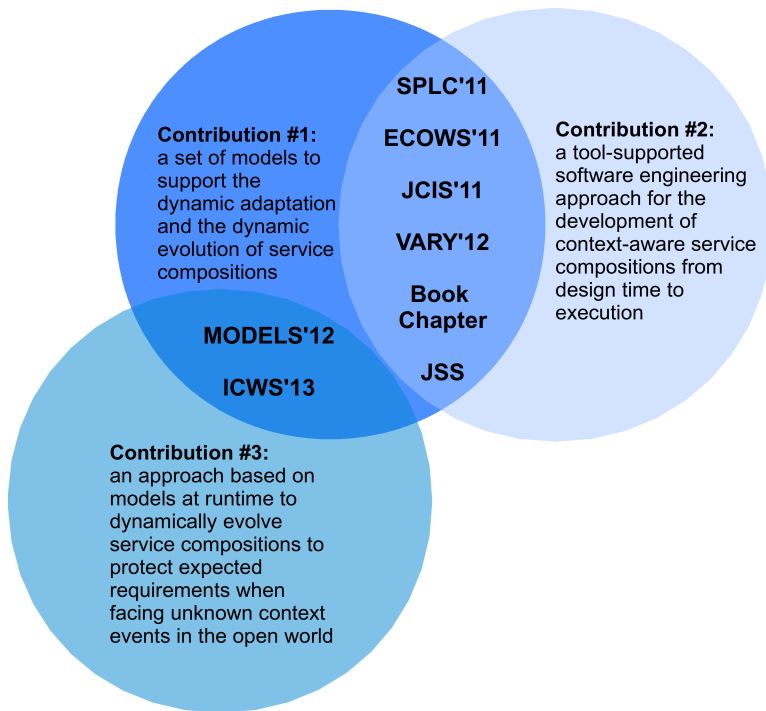 Contribution #1:
a set of models to
support the
dynamic adaptation
and the dynamic
evolution of service
compositions
SPLC'11
ECOWS'11
JCIS'11
VARY'12
Book
Chapter
JSS
Contribution #2:
a tool-supported
software engineering
approach for the
development of
context-aware service
compositions from
design time to
execution
MODELS'12
ICWS'13
Contribution #3:
an approach based on
models at runtime to
dynamically evolve
service compositions to
protect expected
requirements when
facing unknown context
events in the open world